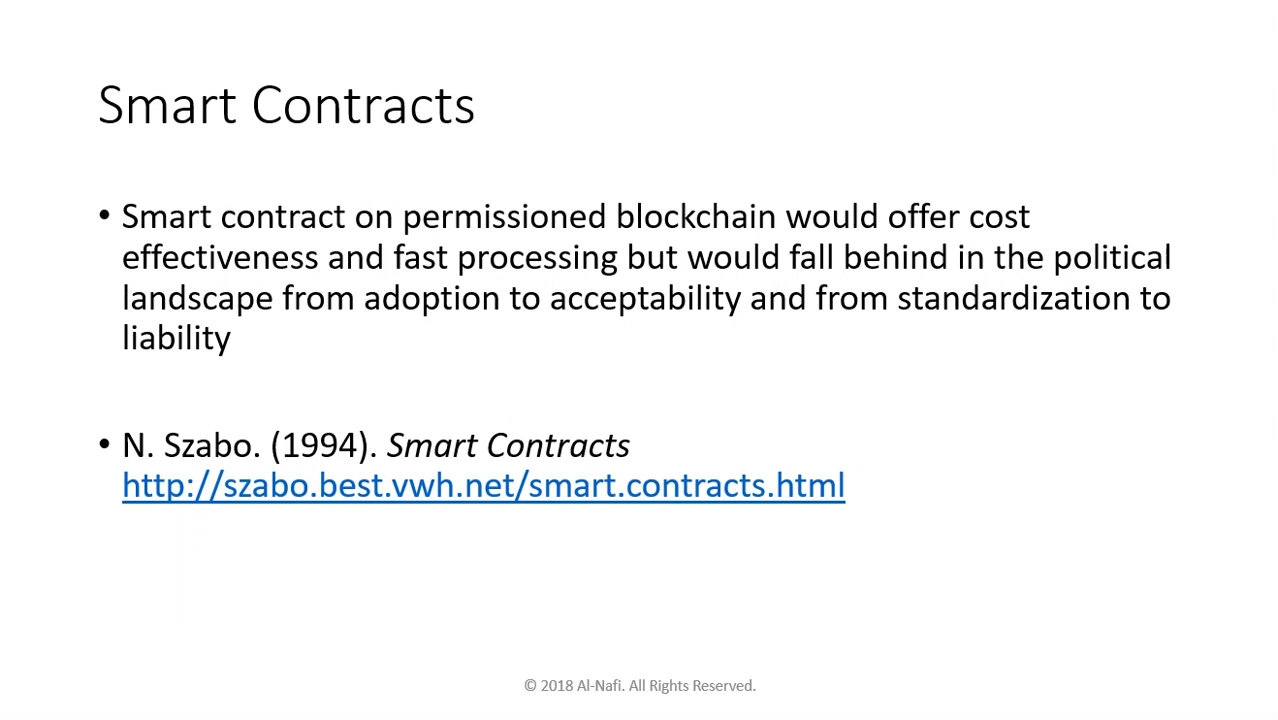 Smart Contracts
• Smart contract on permissioned blockchain would offer cost
effectiveness and fast processing but would fall behind in the political
landscape from adoption to acceptability and from standardization to
liability
• N. Szabo. (1994). Smart Contracts
http://szabo.best.vwh.net/smart.contracts.html
© 2018 Al-Nafi. All Rights Reserved.